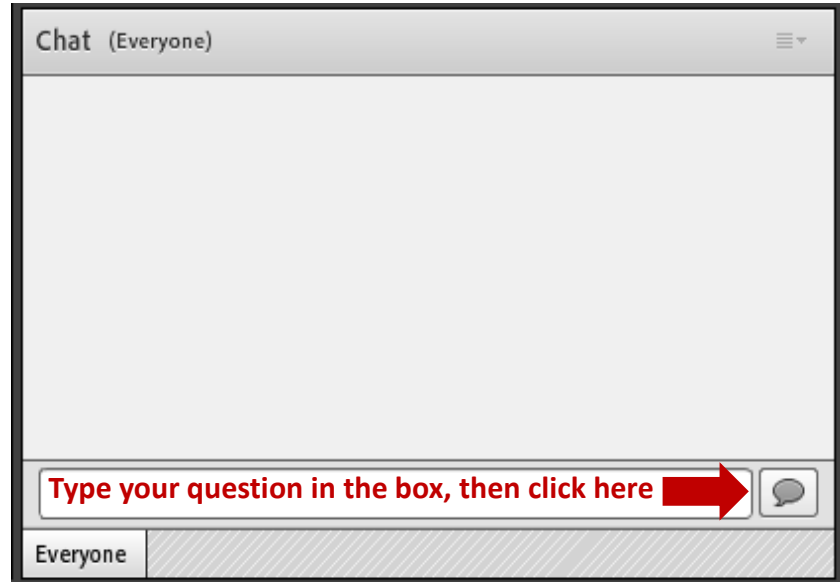 Chat (Everyone)
Type your question in the box, then click here
Everyone